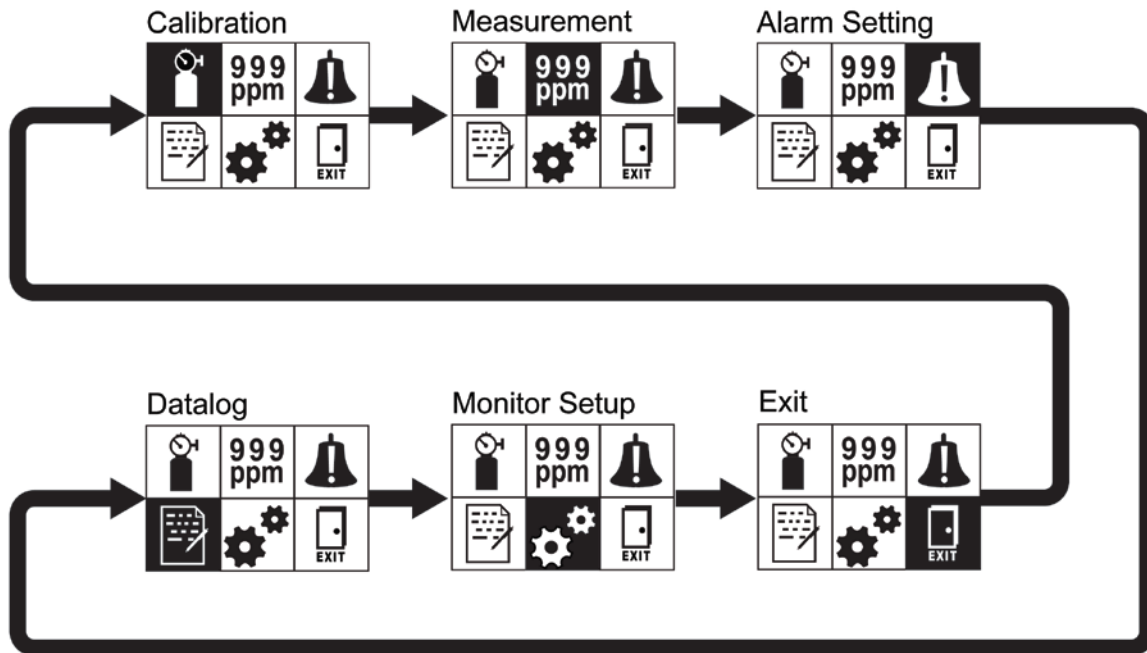 Calibration
Measurement
Alarm Setting
999
ppm
999
ppm
999
ppm
EXIT
EXIT
EXIT
Datalog
Monitor Setup
Exit
999
ppm
999
ppm
999
ppm
EXIT
EXIT
EXIT